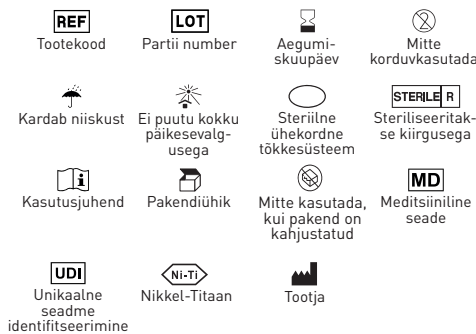 REF
Tootekood
LOT
Partii number
Aegumi-
skuupäev
2
Mitte
korduvkasutada
Kardab niiskust
Ei puutu kokku
päikesevalg-
usega
Steriilne
ühekordne
tõkkesüsteem
STERILE R
Steriliseeritak-
se kiirgusega
i
Kasutusjuhend
Pakendiühik
Mitte kasutada,
kui pakend on
kahjustatud
MD
Meditsiiniline
seade
UDI
Unikaalne
seadme
identifitseerimine
Ni-Ti
Nikkel-Titaan
Tootja